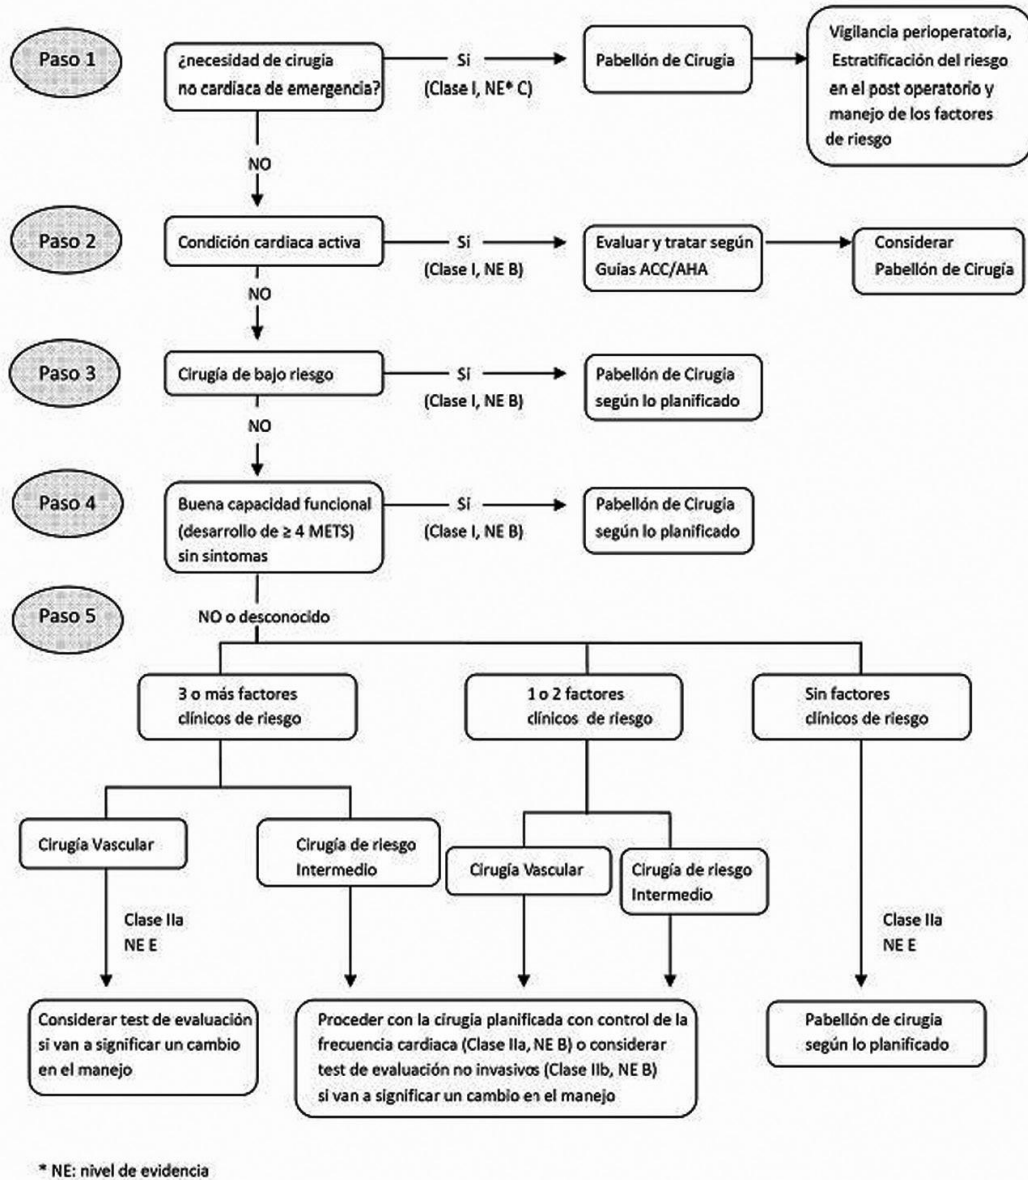 Paso 1
¿necesidad de cirugía
no cardíaca de emergencia?
Sí
(Clase I, NE* C)
Pabellón de Cirugía
Vigilancia perioperatoria,
Estratificación del riesgo
en el post operatorio y
manejo de los factores
de riesgo
NO
Paso 2
Condición cardiaca activa
Sí
(Clase I, NE B)
Evaluar y tratar según
Guías ACC/AHA
Considerar
Pabellón de Cirugía
NO
Paso 3
Cirugía de bajo riesgo
Sí
(Clase I, NE B)
Pabellón de Cirugía
según lo planificado
NO
Paso 4
Buena capacidad funcional
(desarrollo de ≥ 4 METS)
sin síntomas
Sí
(Clase I, NE B)
Pabellón de Cirugía
según lo planificado
Paso 5
NO o desconocido
3 o más factores
clínicos de riesgo
1 o 2 factores
clínicos de riesgo
Sin factores
clínicos de riesgo
Cirugía Vascular
Cirugía de riesgo
Intermedio
Cirugía Vascular
Cirugía de riesgo
Intermedio
Clase IIa
NE E
Clase IIa
NE E
Considerar test de evaluación
si van a significar un cambio
en el manejo
Proceder con la cirugía planificada con control de la
frecuencia cardiaca (Clase IIa, NE B) o considerar
test de evaluación no invasivos (Clase IIb, NE B)
si van a significar un cambio en el manejo
Pabellón de cirugía
según lo planificado
* NE: nivel de evidencia